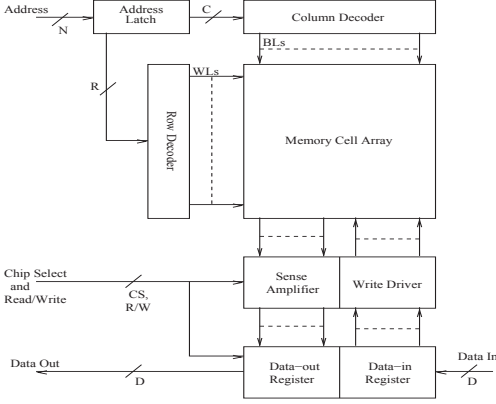 Address
N
Address
Latch
C
Column Decoder
BLs
R
WLs
Row Decoder
Memory Cell Array
Chip Select
and
Read/Write
CS,
R/W
Sense
Amplifier
Write Driver
Data Out
D
Data-out
Register
Data-in
Register
Data In
D